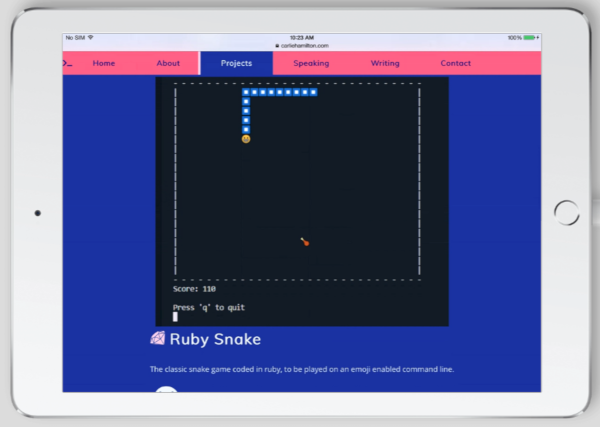 No SIM
10:23 AM
100%
carliehamilton.com
>_ Home About Projects Speaking Writing Contact
Score: 110
Press 'q' to quit
Ruby Snake
The classic snake game coded in ruby, to be played on an emoji enabled command line.